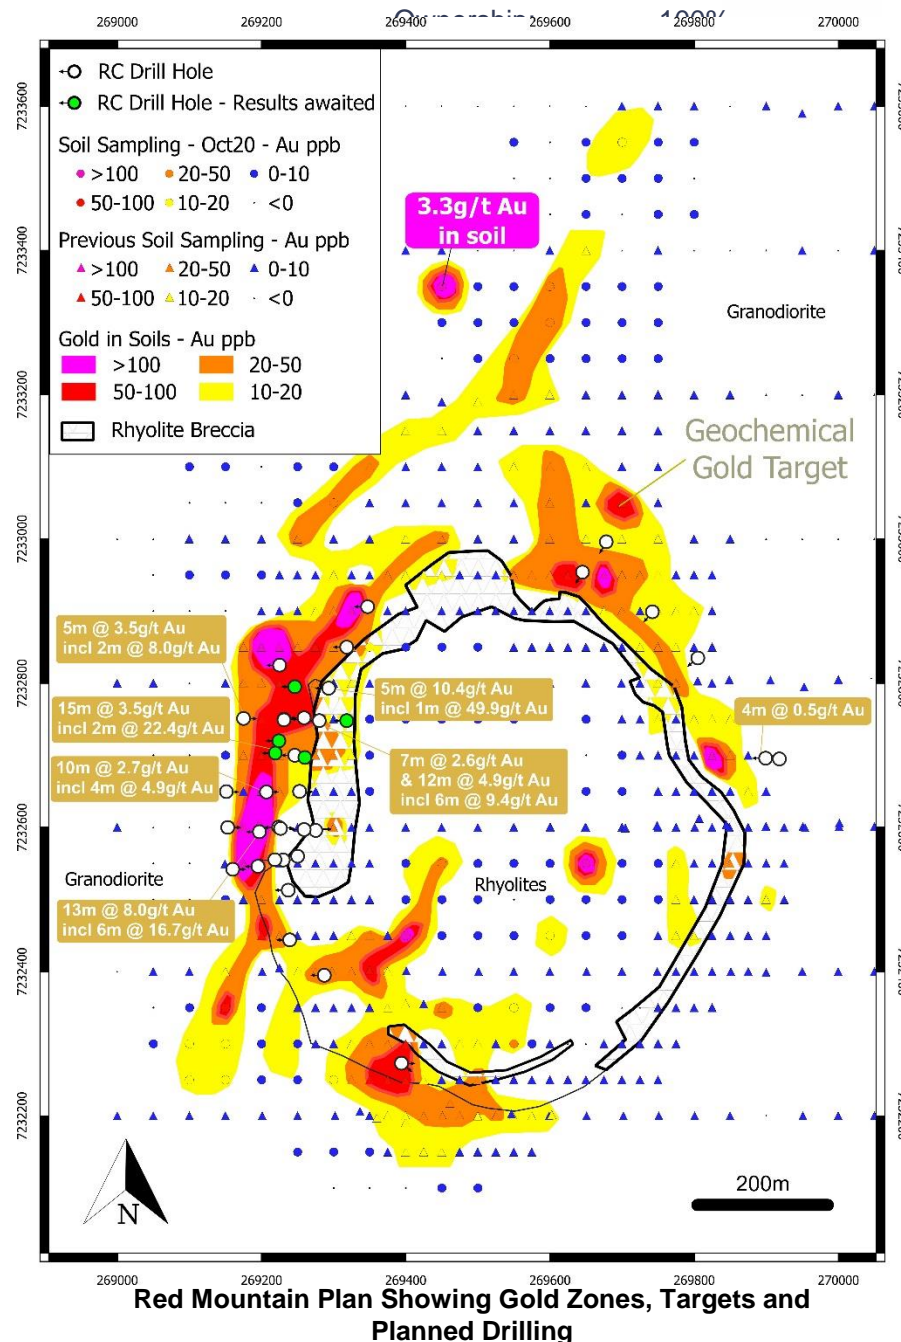 269000 269200 269400 269600 269800 270000
RC Drill Hole
RC Drill Hole - Results awaited
Soil Sampling - Oct20 - Au ppb
>100 20-50 0-10
50-100 10-20 <0
Previous Soil Sampling - Au ppb
>100 20-50 0-10
50-100 10-20 <0
Gold in Soils - Au ppb
>100 20-50
50-100 10-20
Rhyolite Breccia
3.3g/t Au
in soil
Granodiorite
Geochemical
Gold Target
5m @ 3.5g/t Au
incl 2m @ 8.0g/t Au
15m @ 3.5g/t Au
incl 2m @ 22.4g/t Au
10m @ 2.7g/t Au
incl 4m @ 4.9g/t Au
5m @ 10.4g/t Au
incl 1m @ 49.9g/t Au
7m @ 2.6g/t Au
& 12m @ 4.9g/t Au
incl 6m @ 9.4g/t Au
4m @ 0.5g/t Au
Granodiorite
Rhyolites
13m @ 8.0g/t Au
incl 6m @ 16.7g/t Au
7233600
7233400
7233200
7233000
7232800
7232600
7232400
7232200
N
200m
269000 269200 269400 269600 269800 270000
Red Mountain Plan Showing Gold Zones, Targets and
Planned Drilling